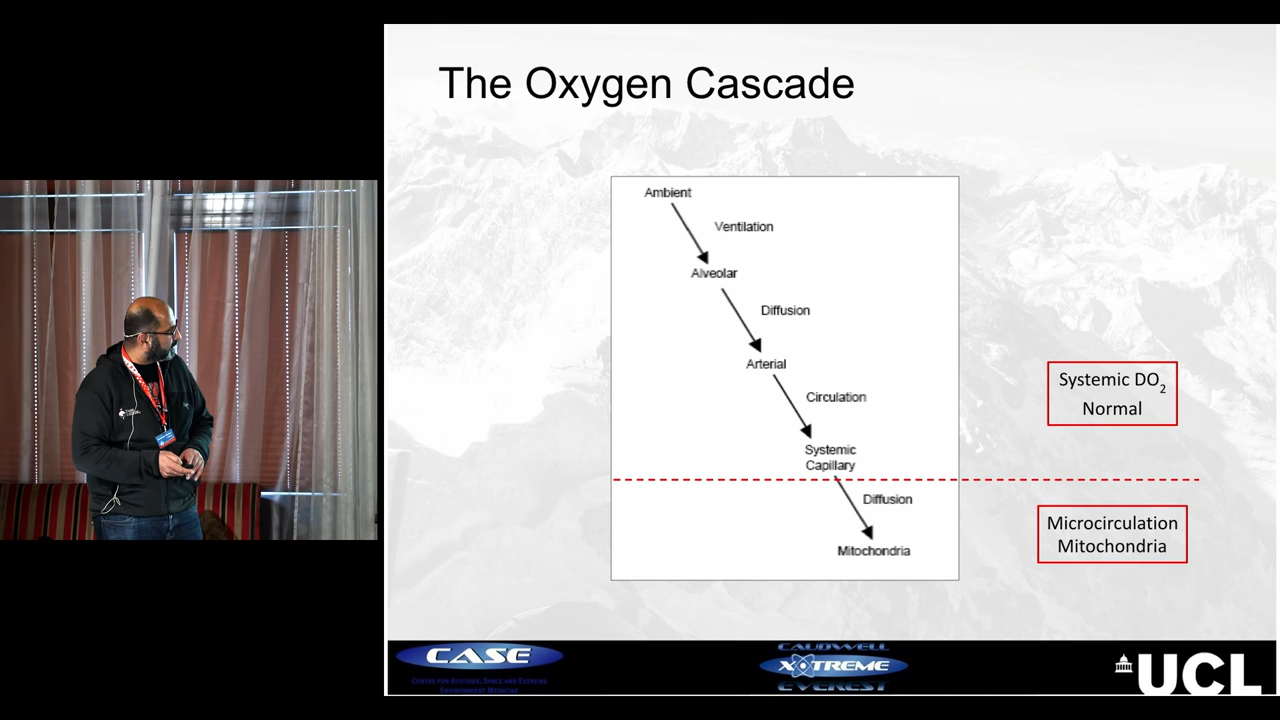 The Oxygen Cascade
Ambient
Ventilation
Alveolar
Diffusion
Arterial
Circulation
Systemic
Capillary
Diffusion
Mitochondria
Systemic DO₂
Normal
Microcirculation
Mitochondria
CASE
CENTRE FOR ALTITUDE, SPACE AND EXTREME
ENVIRONMENT MEDICINE
CAUDWELL
XTREME
EVEREST
UCL